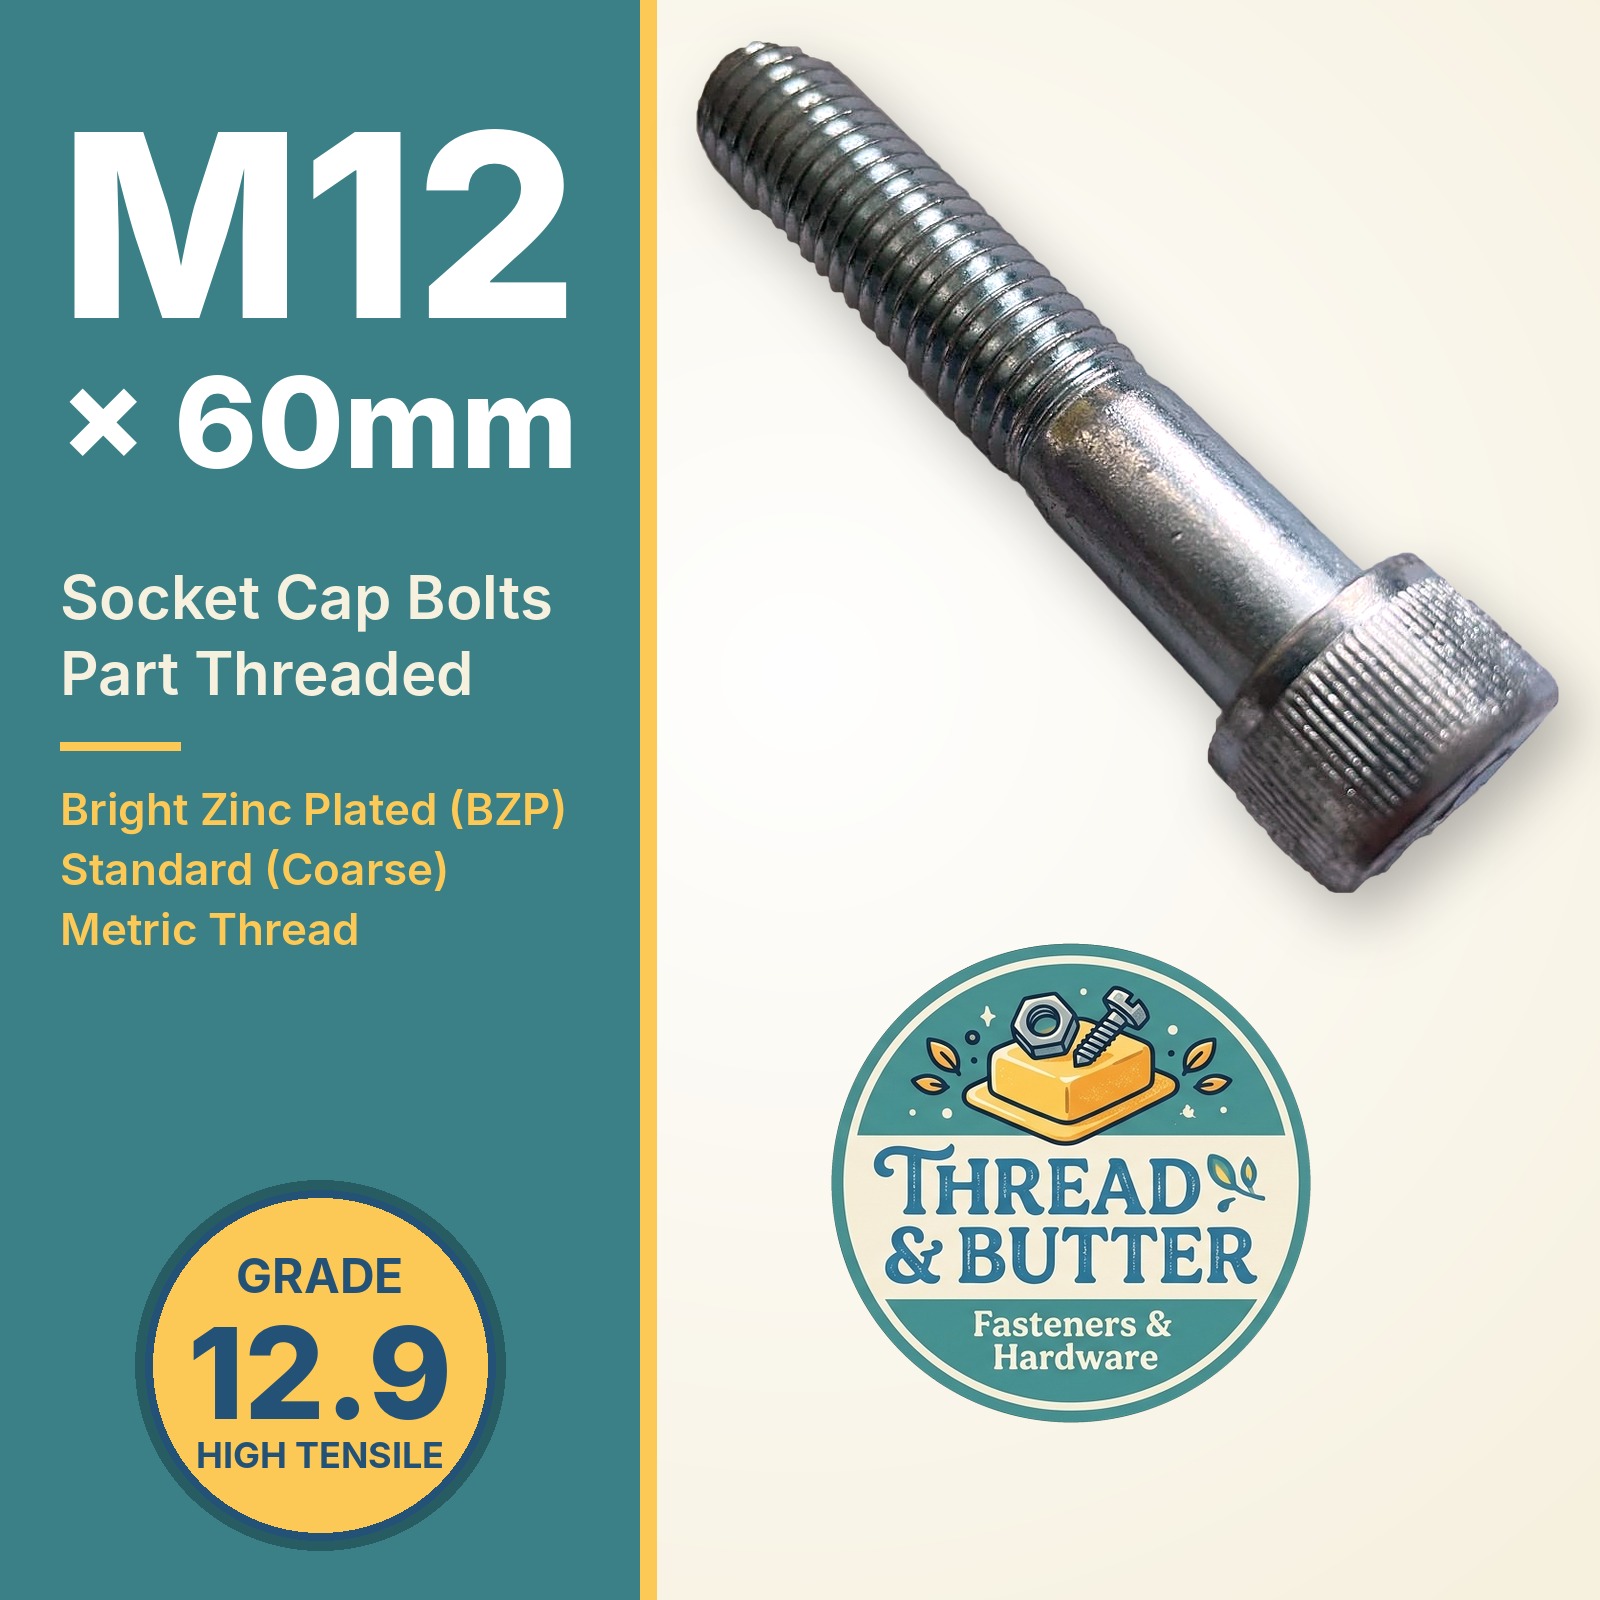 M12
× 60mm
Socket Cap Bolts
Part Threaded
Bright Zinc Plated (BZP)
Standard (Coarse)
Metric Thread
GRADE
12.9
HIGH TENSILE
THREAD
& BUTTER
Fasteners &
Hardware